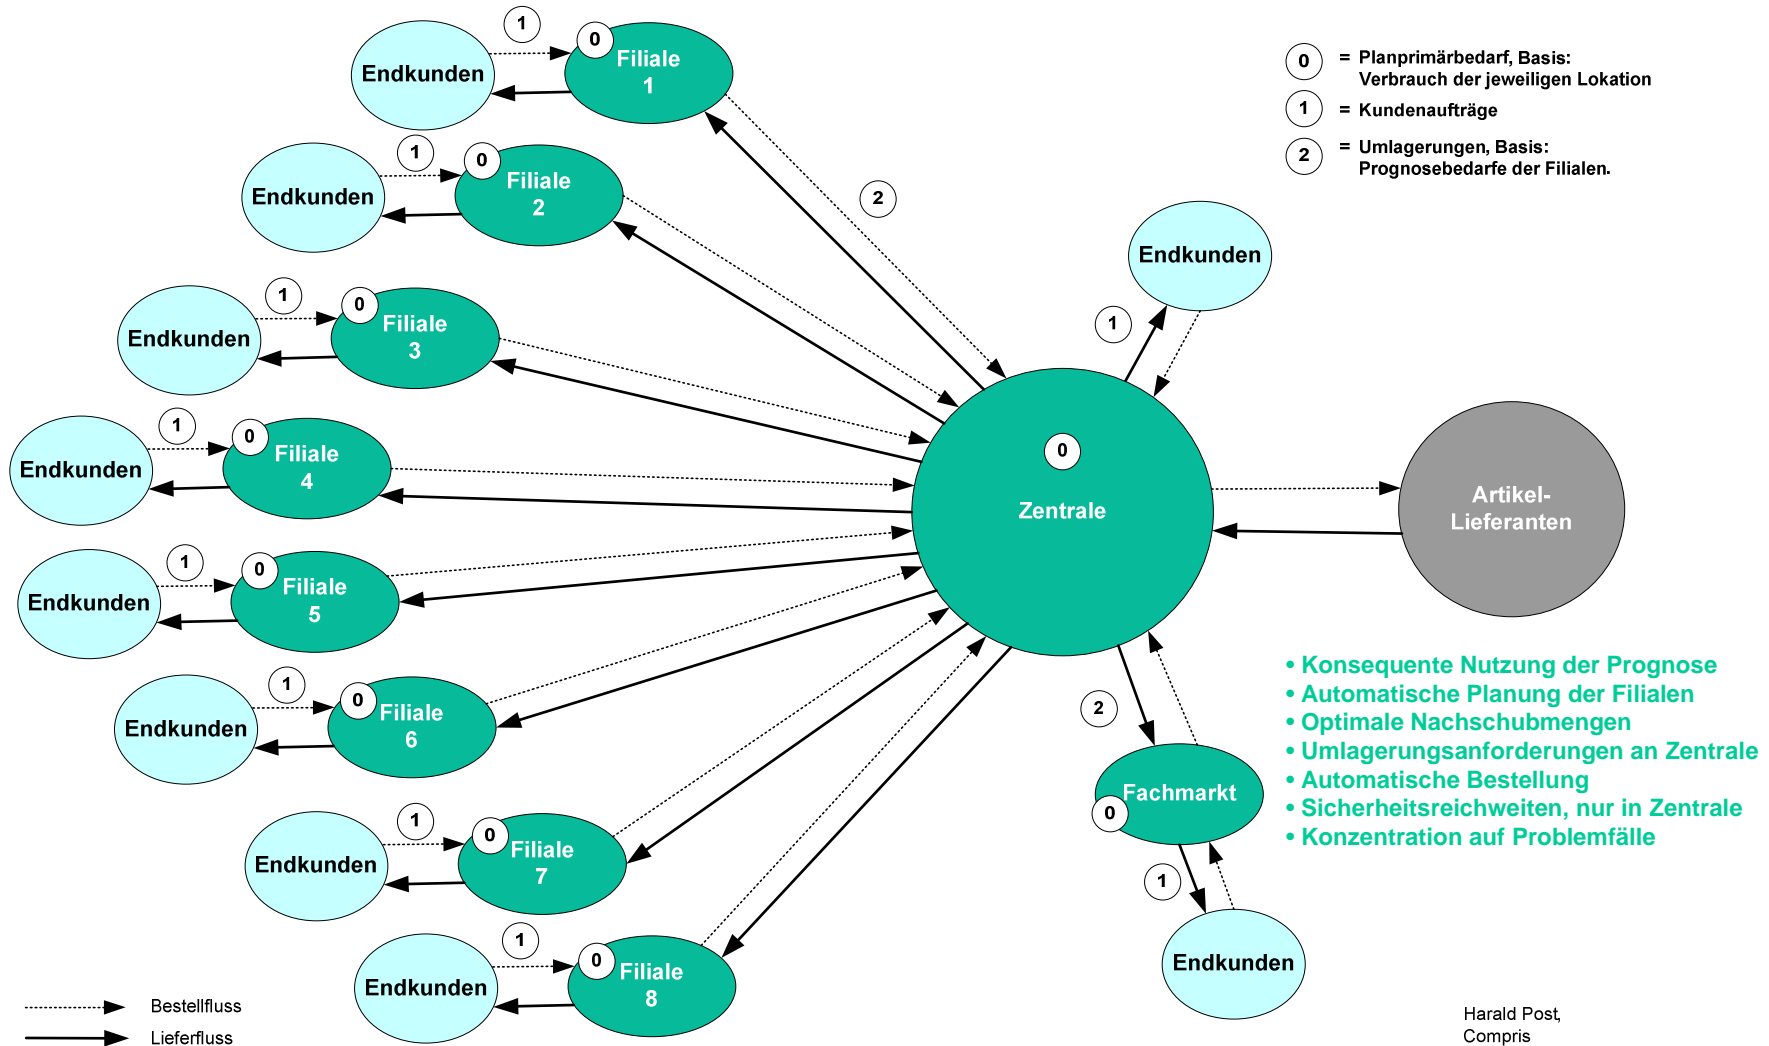 1
0
Endkunden
Filiale
1
0
= Planprimärbedarf, Basis:
Verbrauch der jeweiligen Lokation
1
= Kundenaufträge
2
= Umlagerungen, Basis:
Prognosebedarfe der Filialen.
1
0
Endkunden
Filiale
2
2
Endkunden
1
1
0
Endkunden
Filiale
3
1
0
Endkunden
Filiale
4
0
Zentrale
Artikel-
Lieferanten
1
0
Endkunden
Filiale
5
1
0
Endkunden
Filiale
6
• Konsequente Nutzung der Prognose
• Automatische Planung der Filialen
• Optimale Nachschubmengen
• Umlagerungsanforderungen an Zentrale
• Automatische Bestellung
• Sicherheitsreichweiten, nur in Zentrale
• Konzentration auf Problemfälle
2
Fachmarkt
0
1
Endkunden
1
0
Endkunden
Filiale
7
1
0
Endkunden
Filiale
8
Bestellfluss
Lieferfluss
Harald Post,
Compris